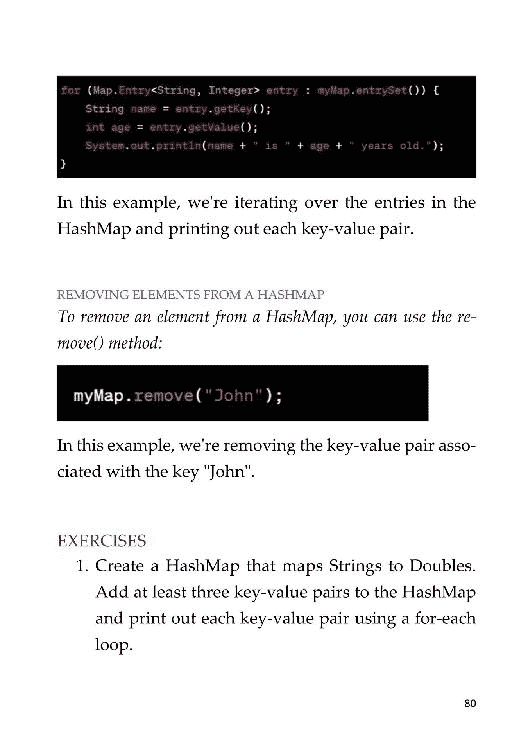 for (Map.Entry<String, Integer> entry : myMap.entrySet()) {
    String name = entry.getKey();
    int age = entry.getValue();
    System.out.println(name + " is " + age + " years old.");
}
In this example, we're iterating over the entries in the
HashMap and printing out each key-value pair.
REMOVING ELEMENTS FROM A HASHMAP
To remove an element from a HashMap, you can use the re-
move() method:
myMap.remove("John");
In this example, we're removing the key-value pair asso-
ciated with the key "John".
EXERCISES
1. Create a HashMap that maps Strings to Doubles.
Add at least three key-value pairs to the HashMap
and print out each key-value pair using a for-each
loop.
80